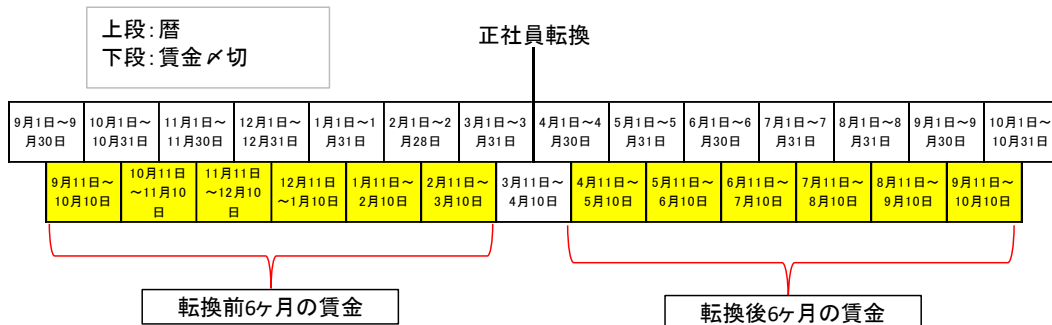 上段：暦
下段：賃金〆切
正社員転換
9月1日～9
月30日
10月1日～
10月31日
11月1日～
11月30日
12月1日～
12月31日
1月1日～1
月31日
2月1日～2
月28日
3月1日～3
月31日
4月1日～4
月30日
5月1日～5
月31日
6月1日～6
月30日
7月1日～7
月31日
8月1日～8
月31日
9月1日～9
月30日
10月1日～
10月31日
9月11日～
10月10日
10月11日
～11月10
日
11月11日
～12月10
日
12月11日
～1月10日
1月11日～
2月10日
2月11日～
3月10日
3月11日～
4月10日
4月11日～
5月10日
5月11日～
6月10日
6月11日～
7月10日
7月11日～
8月10日
8月11日～
9月10日
9月11日～
10月10日
転換前6ヶ月の賃金
転換後6ヶ月の賃金